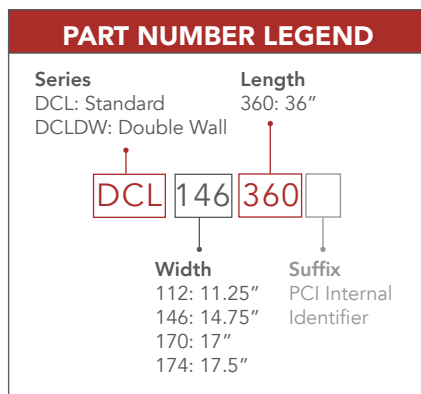 PART NUMBER LEGEND
Series
DCL: Standard
DCLDW: Double Wall
Length
360: 36”
DCL 146 360
Width
112: 11.25”
146: 14.75”
170: 17”
174: 17.5”
Suffix
PCI Internal
Identifier